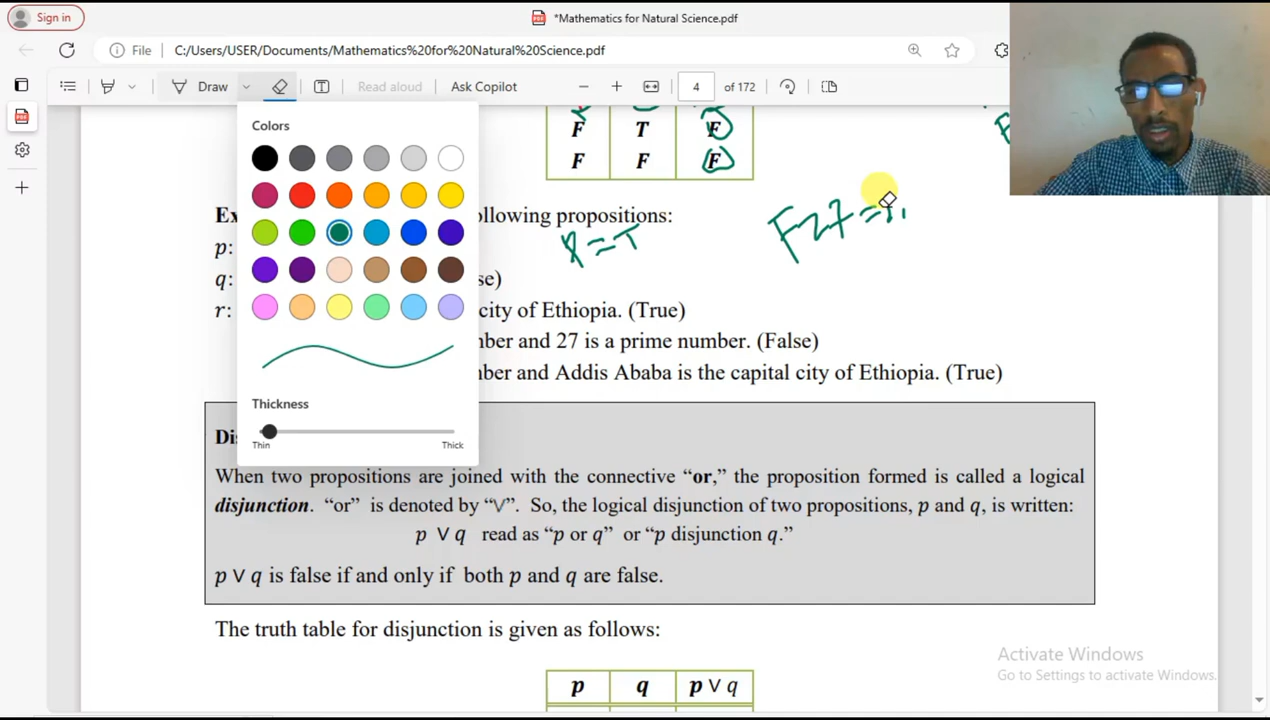 Sign in
*Mathematics for Natural Science.pdf
File C:/Users/USER/Documents/Mathematics%20for%20Natural%20Science.pdf
Draw Read aloud Ask Copilot 4 of 172
Colors
F T F
F F F
Ex ollowing propositions:
p: = T
q: se)
r: city of Ethiopia. (True)
nber and 27 is a prime number. (False)
nber and Addis Ababa is the capital city of Ethiopia. (True)
Thickness
Thin Thick
Di
When two propositions are joined with the connective “or,” the proposition formed is called a logical
disjunction. “or” is denoted by “V”. So, the logical disjunction of two propositions, p and q, is written:
p V q read as “p or q” or “p disjunction q.”
p V q is false if and only if both p and q are false.
The truth table for disjunction is given as follows:
p q p V q
Activate Windows
Go to Settings to activate Windows.